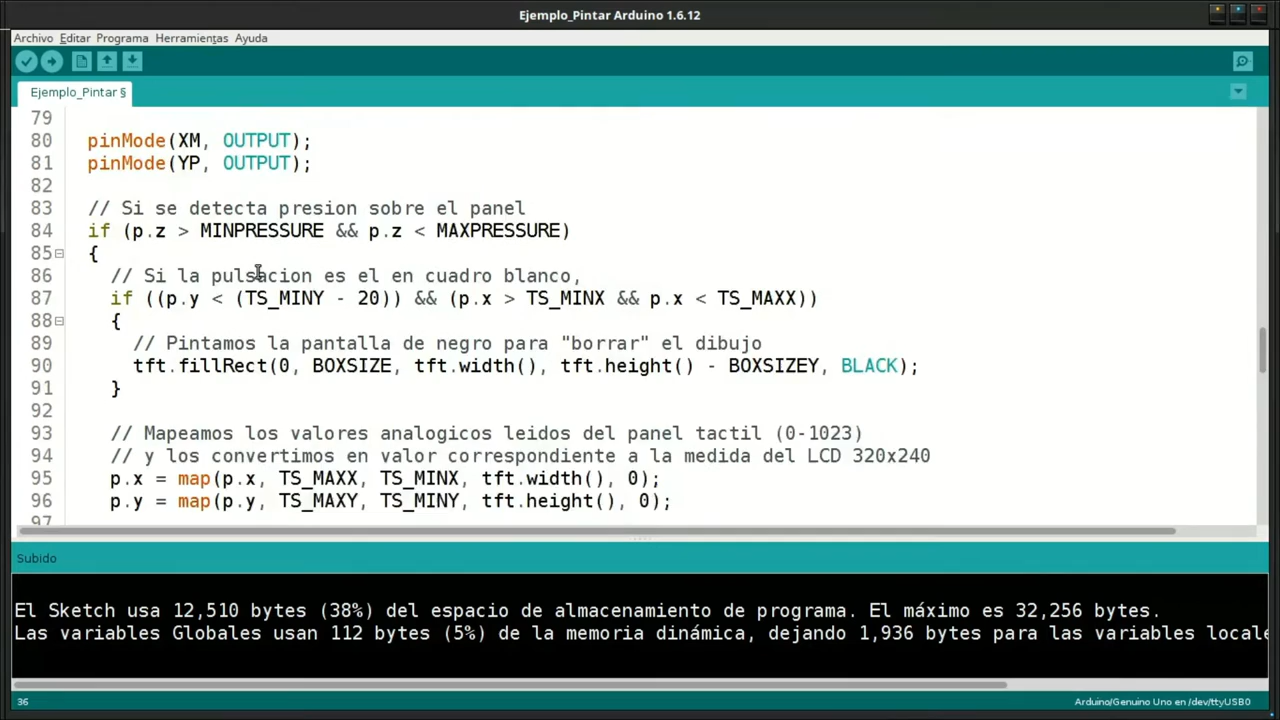 Ejemplo_Pintar Arduino 1.6.12
Archivo Editar Programa Herramientas Ayuda
Ejemplo_Pintar §
79
80 pinMode(XM, OUTPUT);
81 pinMode(YP, OUTPUT);
82
83 // Si se detecta presion sobre el panel
84 if (p.z > MINPRESSURE && p.z < MAXPRESSURE)
85 {
86 // Si la pulsacion es el en cuadro blanco,
87 if ((p.y < (TS_MINY - 20)) && (p.x > TS_MINX && p.x < TS_MAXX))
88 {
89 // Pintamos la pantalla de negro para "borrar" el dibujo
90 tft.fillRect(0, BOXSIZE, tft.width(), tft.height() - BOXSIZEY, BLACK);
91 }
92
93 // Mapeamos los valores analogicos leidos del panel tactil (0-1023)
94 // y los convertimos en valor correspondiente a la medida del LCD 320x240
95 p.x = map(p.x, TS_MAXX, TS_MINX, tft.width(), 0);
96 p.y = map(p.y, TS_MAXY, TS_MINY, tft.height(), 0);
97
Subido
El Sketch usa 12,510 bytes (38%) del espacio de almacenamiento de programa. El máximo es 32,256 bytes.
Las variables Globales usan 112 bytes (5%) de la memoria dinámica, dejando 1,936 bytes para las variables locale
36 Arduino/Genuino Uno en /dev/ttyUSB0